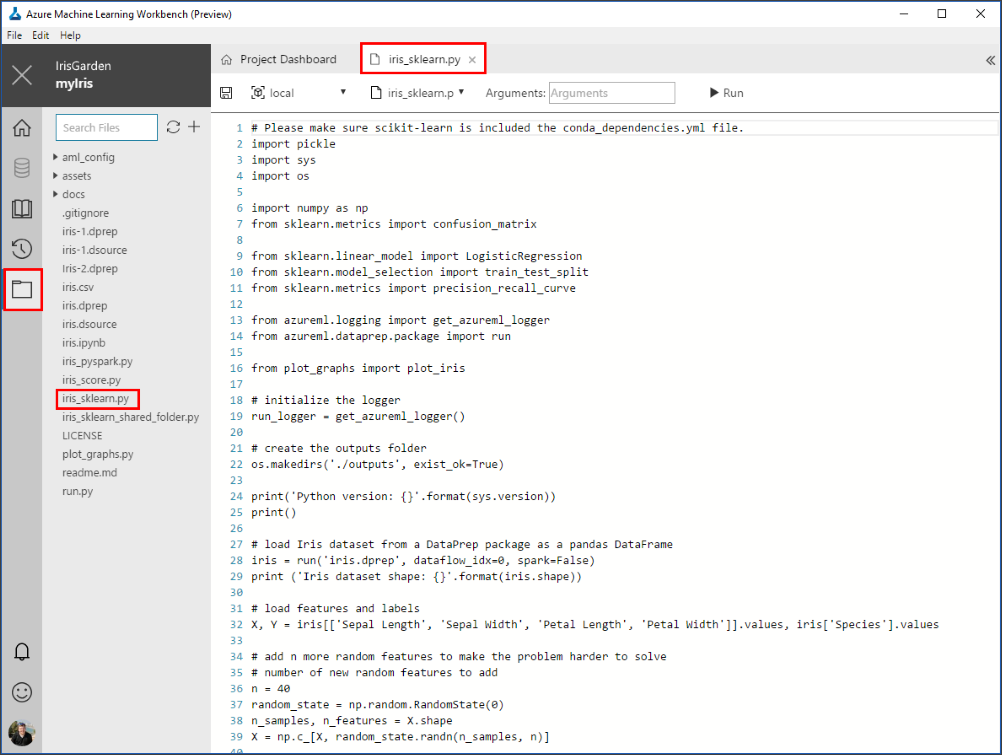 Azure Machine Learning Workbench (Preview)
File Edit Help
IrisGarden
myIris
Project Dashboard
iris_sklearn.py
local
iris_sklearn.p
Arguments:
Arguments
Run
Search Files
aml_config
assets
docs
.gitignore
iris-1.dprep
iris-1.dsource
Iris-2.dprep
iris.csv
iris.dprep
iris.dsource
iris.ipynb
iris_pyspark.py
iris_score.py
iris_sklearn.py
iris_sklearn_shared_folder.py
LICENSE
plot_graphs.py
readme.md
run.py
1 # Please make sure scikit-learn is included the conda_dependencies.yml file.
2 import pickle
3 import sys
4 import os
5
6 import numpy as np
7 from sklearn.metrics import confusion_matrix
8
9 from sklearn.linear_model import LogisticRegression
10 from sklearn.model_selection import train_test_split
11 from sklearn.metrics import precision_recall_curve
12
13 from azureml.logging import get_azureml_logger
14 from azureml.dataprep.package import run
15
16 from plot_graphs import plot_iris
17
18 # initialize the logger
19 run_logger = get_azureml_logger()
20
21 # create the outputs folder
22 os.makedirs('./outputs', exist_ok=True)
23
24 print('Python version: {}'.format(sys.version))
25 print()
26
27 # load Iris dataset from a DataPrep package as a pandas DataFrame
28 iris = run('iris.dprep', dataflow_idx=0, spark=False)
29 print ('Iris dataset shape: {}'.format(iris.shape))
30
31 # load features and labels
32 X, Y = iris[['Sepal Length', 'Sepal Width', 'Petal Length', 'Petal Width']].values, iris['Species'].values
33
34 # add n more random features to make the problem harder to solve
35 # number of new random features to add
36 n = 40
37 random_state = np.random.RandomState(0)
38 n_samples, n_features = X.shape
39 X = np.c_[X, random_state.randn(n_samples, n)]
40